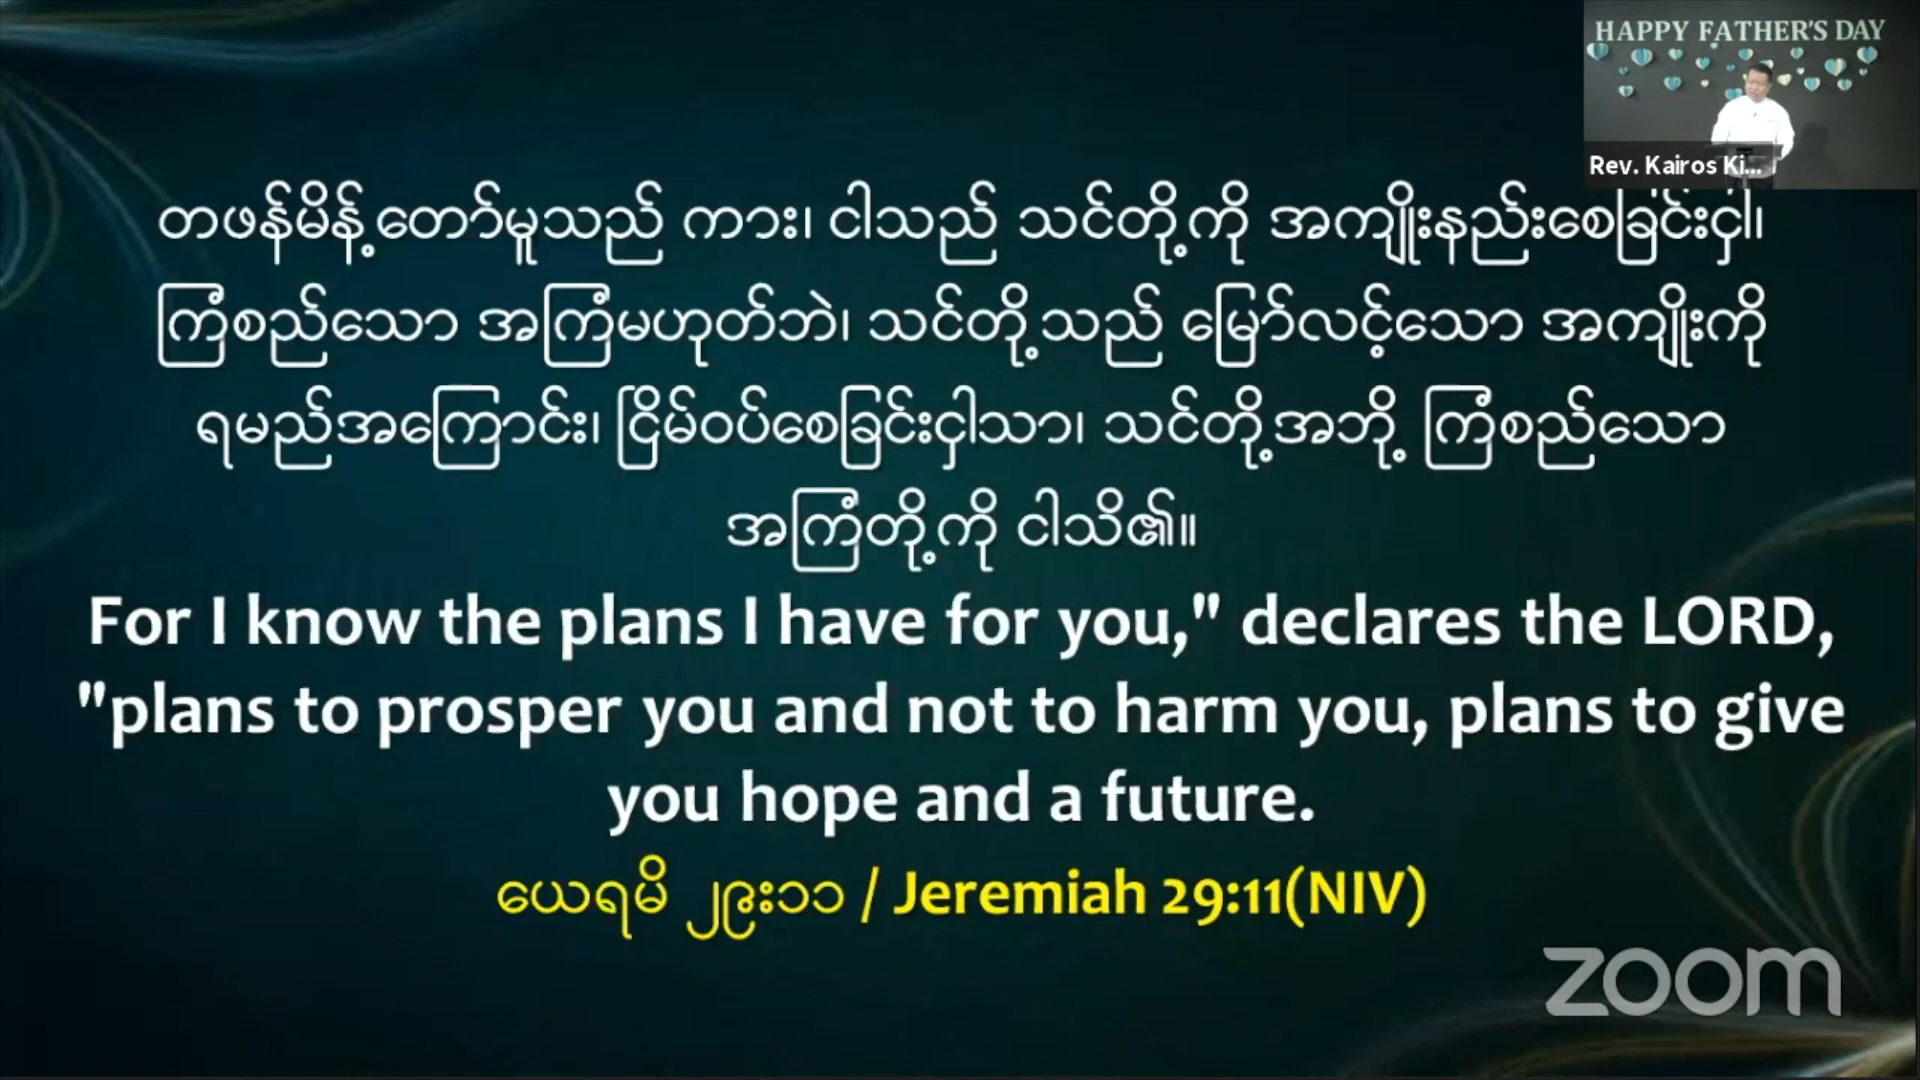 HAPPY FATHER'S DAY
Rev. Kairos Ki...
တဖန်မိန့်တော်မူသည် ကား၊ ငါသည် သင်တို့ကို အကျိုးနည်းစေခြင်းငှါ၊
ကြံစည်သော အကြံမဟုတ်ဘဲ၊ သင်တို့သည် မြော်လင့်သော အကျိုးကို
ရမည်အကြောင်း၊ ငြိမ်ဝပ်စေခြင်းငှါသာ၊ သင်တို့အဘို့ ကြံစည်သော
အကြံတို့ကို ငါသိ၏။
For I know the plans I have for you," declares the LORD,
"plans to prosper you and not to harm you, plans to give
you hope and a future.
ယေရမိ ၂၉း၁၁ / Jeremiah 29:11(NIV)
zoom